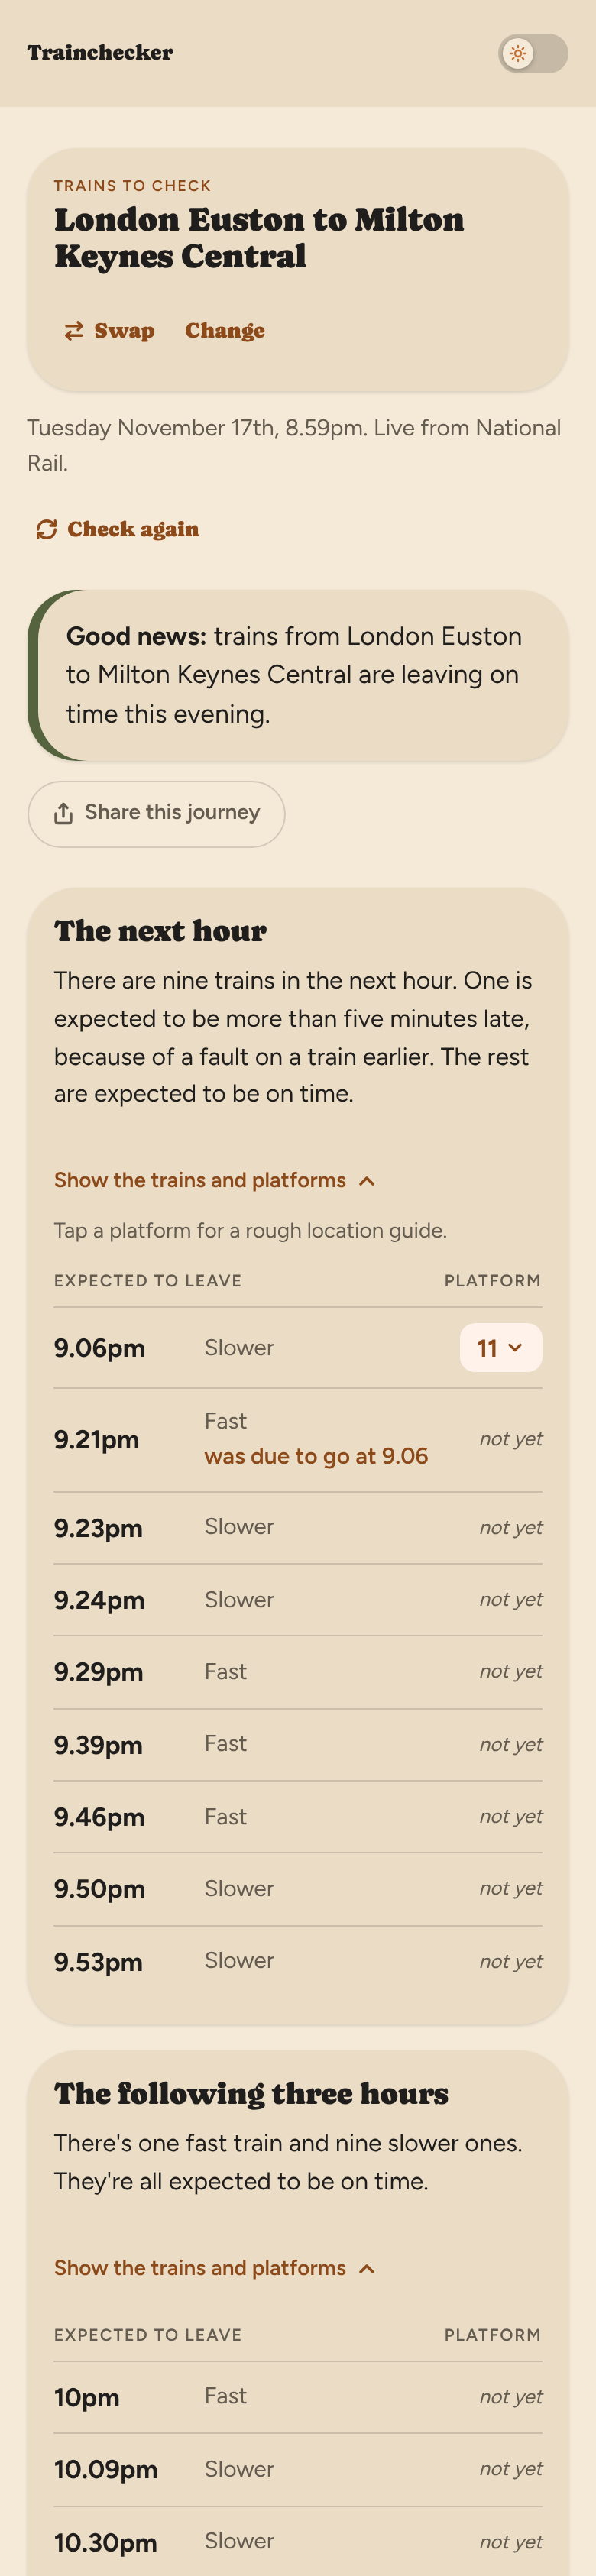 Trainchecker
TRAINS TO CHECK
London Euston to Milton
Keynes Central
Swap Change
Tuesday November 17th, 8.59pm. Live from National
Rail.
Check again
Good news: trains from London Euston
to Milton Keynes Central are leaving on
time this evening.
Share this journey
The next hour
There are nine trains in the next hour. One is
expected to be more than five minutes late,
because of a fault on a train earlier. The rest
are expected to be on time.
Show the trains and platforms
Tap a platform for a rough location guide.
EXPECTED TO LEAVE PLATFORM
9.06pm Slower 11
9.21pm Fast not yet
was due to go at 9.06
9.23pm Slower not yet
9.24pm Slower not yet
9.29pm Fast not yet
9.39pm Fast not yet
9.46pm Fast not yet
9.50pm Slower not yet
9.53pm Slower not yet
The following three hours
There's one fast train and nine slower ones.
They're all expected to be on time.
Show the trains and platforms
EXPECTED TO LEAVE PLATFORM
10pm Fast not yet
10.09pm Slower not yet
10.30pm Slower not yet